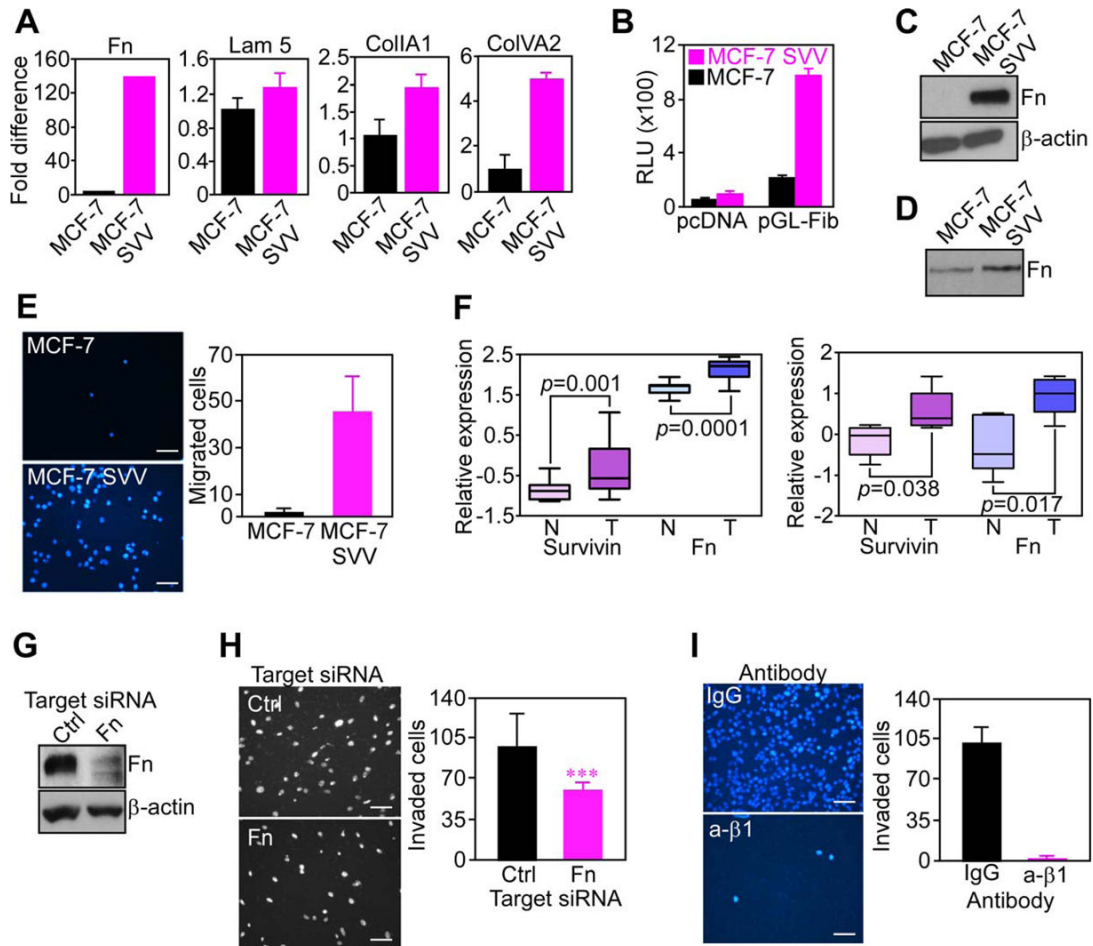 A
Fn
Lam 5
ColIA1
ColVA2
Fold difference
160
120
80
40
0
1.6
1.2
0.8
0.4
0
2.5
2
1.5
1
0.5
0
6
4
2
0
MCF-7
MCF-7 SVV
MCF-7
MCF-7 SVV
MCF-7
MCF-7 SVV
MCF-7
MCF-7 SVV
B
MCF-7 SVV
MCF-7
RLU (x100)
12
9
6
3
0
pcDNA
pGL-Fib
C
MCF-7
MCF-7 SVV
Fn
β-actin
D
MCF-7
MCF-7 SVV
Fn
E
MCF-7
MCF-7 SVV
Migrated cells
70
50
30
10
0
MCF-7
MCF-7
SVV
F
Relative expression
2.5
1.5
0.5
-0.5
-1.5
p=0.001
p=0.0001
N T N T
Survivin Fn
Relative expression
2
1
0
-1
-2
p=0.038
p=0.017
N T N T
Survivin Fn
G
Target siRNA
Ctrl
Fn
Fn
β-actin
H
Target siRNA
Ctrl
Fn
Invaded cells
140
105
70
35
0
***
Ctrl Fn
Target siRNA
I
Antibody
IgG
a-β1
Invaded cells
140
105
70
35
0
IgG a-β1
Antibody